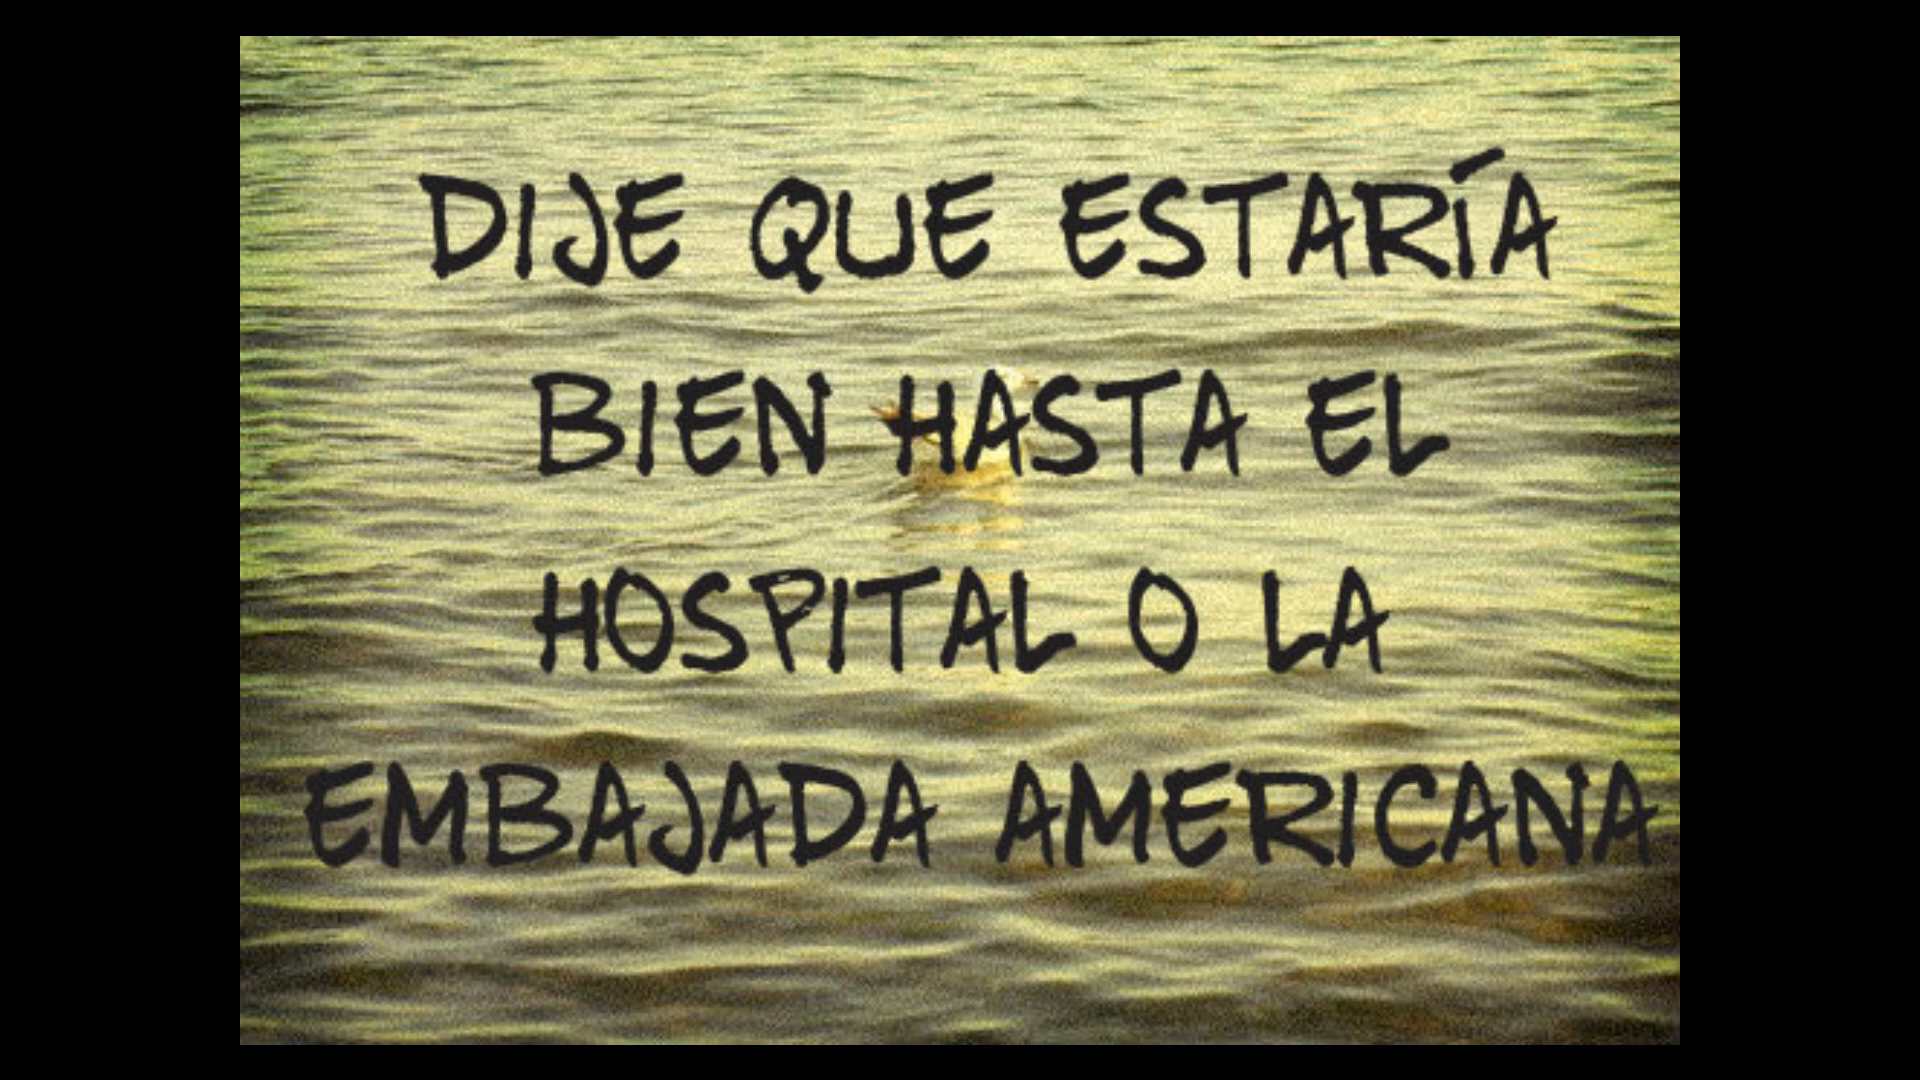 DIJE QUE ESTARÍA
BIEN HASTA EL
HOSPITAL O LA
EMBAJADA AMERICANA